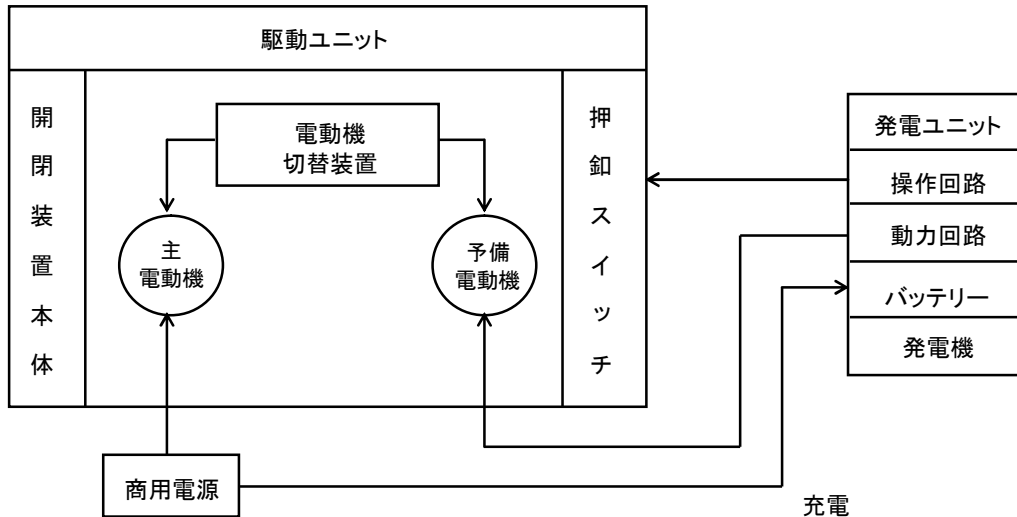 駆動ユニット
開閉装置本体
電動機
切替装置
主
電動機
予備
電動機
押釦スイッチ
商用電源
発電ユニット
操作回路
動力回路
バッテリー
発電機
充電